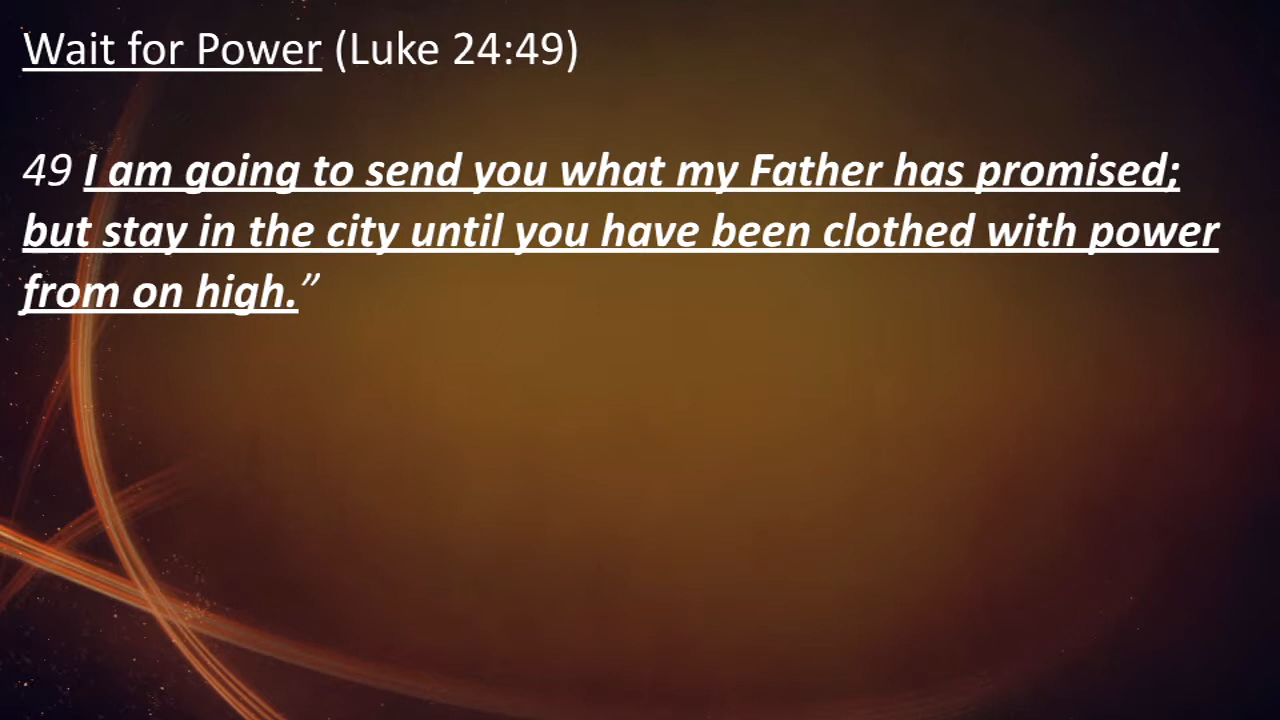 Wait for Power (Luke 24:49)
49 I am going to send you what my Father has promised;
but stay in the city until you have been clothed with power
from on high.”